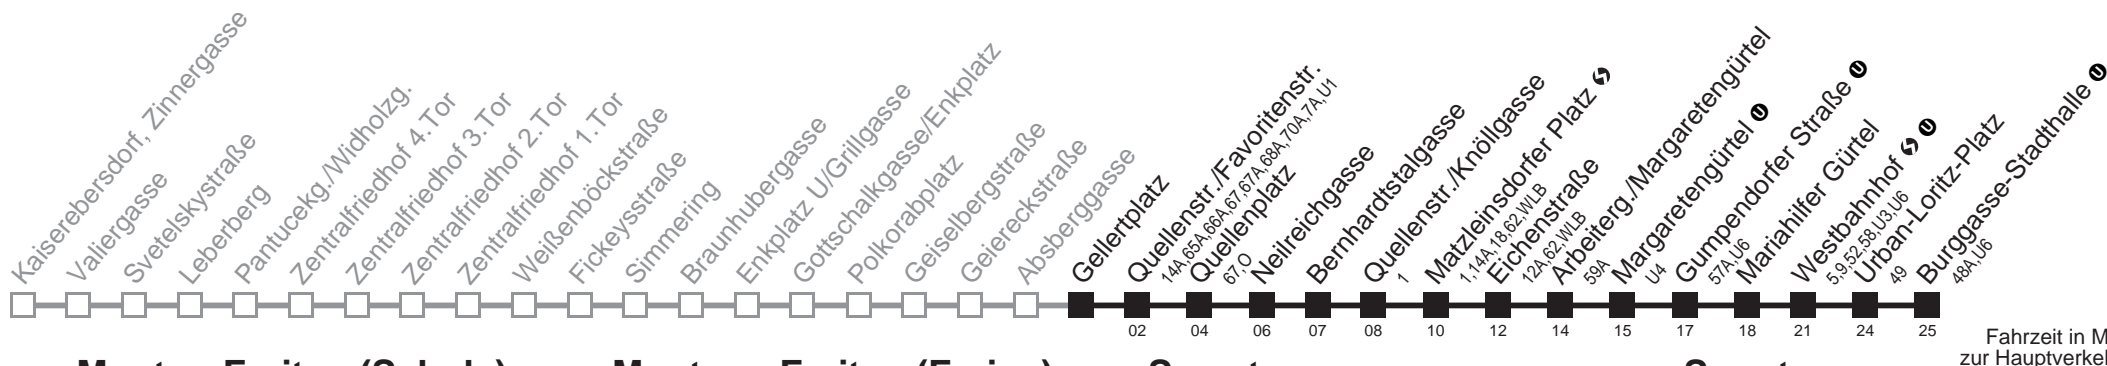 Kaiserebersdorf, Zinnergasse
Valiergasse
Svetelskystraße
Leberberg
Pantucekg./Widholzg.
Zentralfriedhof 4.Tor
Zentralfriedhof 3.Tor
Zentralfriedhof 2.Tor
Zentralfriedhof 1.Tor
Weißenböckstraße
Fickeysstraße
Simmering
Braunhubergasse
Enkplatz U/Grillgasse
Gottschalkgasse/Enkplatz
Polkorabplatz
Geiselbergstraße
Geiereckstraße
Absberggasse
Gellertplatz
Quellenstr./Favoritenstr.
14A,65A,66A,67,67A,68A,70A,7A,U1
Quellenplatz
67,O
Neilreichgasse
Bernhardtstalgasse
Quellenstr./Knöllgasse
1
Matzleinsdorfer Platz
1,14A,18,62,WLB
Eichenstraße
12A,62,WLB
Arbeiterg./Margaretengürtel
59A
Margaretengürtel U
U4
Gumpendorfer Straße U
57A,U6
Mariahilfer Gürtel
Westbahnhof U
5,9,52,58,U3,U6
Urban-Loritz-Platz
49
Burggasse-Stadthalle U
48A,U6
02 04 06 07 08 10 12 14 15 17 18 21 24 25
Fahrzeit in M
zur Hauptverkeh